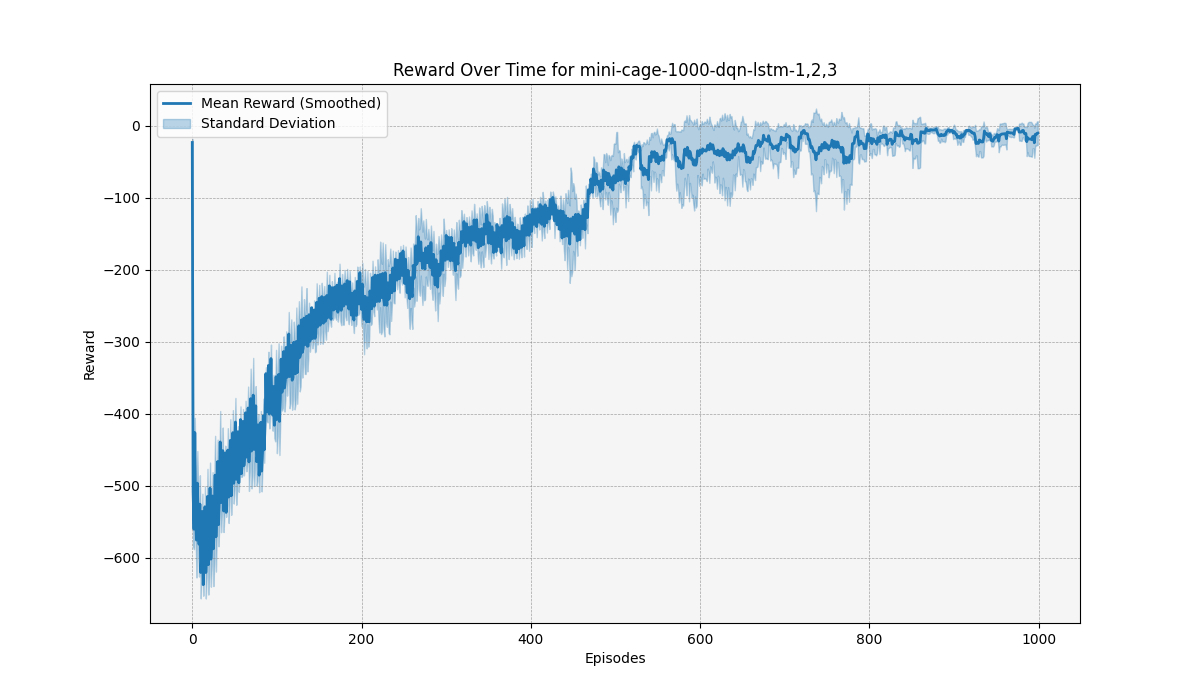 Reward Over Time for mini-cage-1000-dqn-lstm-1,2,3
Mean Reward (Smoothed)
Standard Deviation
0
−100
−200
−300
−400
−500
−600
Reward
0 200 400 600 800 1000
Episodes